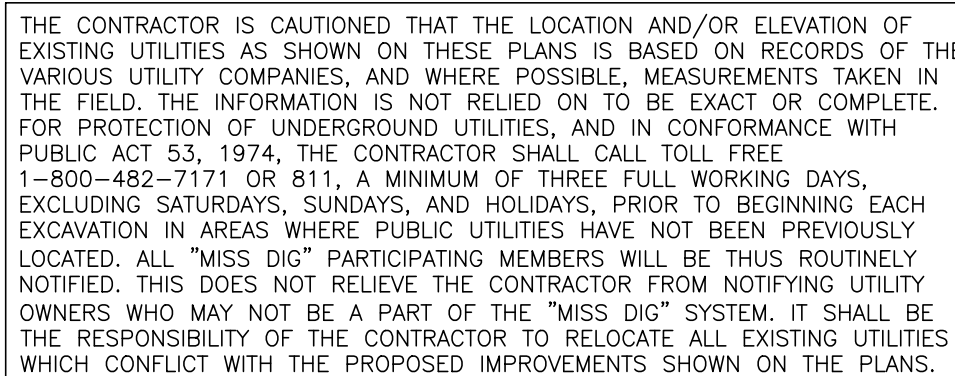 THE CONTRACTOR IS CAUTIONED THAT THE LOCATION AND/OR ELEVATION OF
EXISTING UTILITIES AS SHOWN ON THESE PLANS IS BASED ON RECORDS OF THE
VARIOUS UTILITY COMPANIES, AND WHERE POSSIBLE, MEASUREMENTS TAKEN IN
THE FIELD. THE INFORMATION IS NOT RELIED ON TO BE EXACT OR COMPLETE.
FOR PROTECTION OF UNDERGROUND UTILITIES, AND IN CONFORMANCE WITH
PUBLIC ACT 53, 1974, THE CONTRACTOR SHALL CALL TOLL FREE
1-800-482-7171 OR 811, A MINIMUM OF THREE FULL WORKING DAYS,
EXCLUDING SATURDAYS, SUNDAYS, AND HOLIDAYS, PRIOR TO BEGINNING EACH
EXCAVATION IN AREAS WHERE PUBLIC UTILITIES HAVE NOT BEEN PREVIOUSLY
LOCATED. ALL "MISS DIG" PARTICIPATING MEMBERS WILL BE THUS ROUTINELY
NOTIFIED. THIS DOES NOT RELIEVE THE CONTRACTOR FROM NOTIFYING UTILITY
OWNERS WHO MAY NOT BE A PART OF THE "MISS DIG" SYSTEM. IT SHALL BE
THE RESPONSIBILITY OF THE CONTRACTOR TO RELOCATE ALL EXISTING UTILITIES
WHICH CONFLICT WITH THE PROPOSED IMPROVEMENTS SHOWN ON THE PLANS.